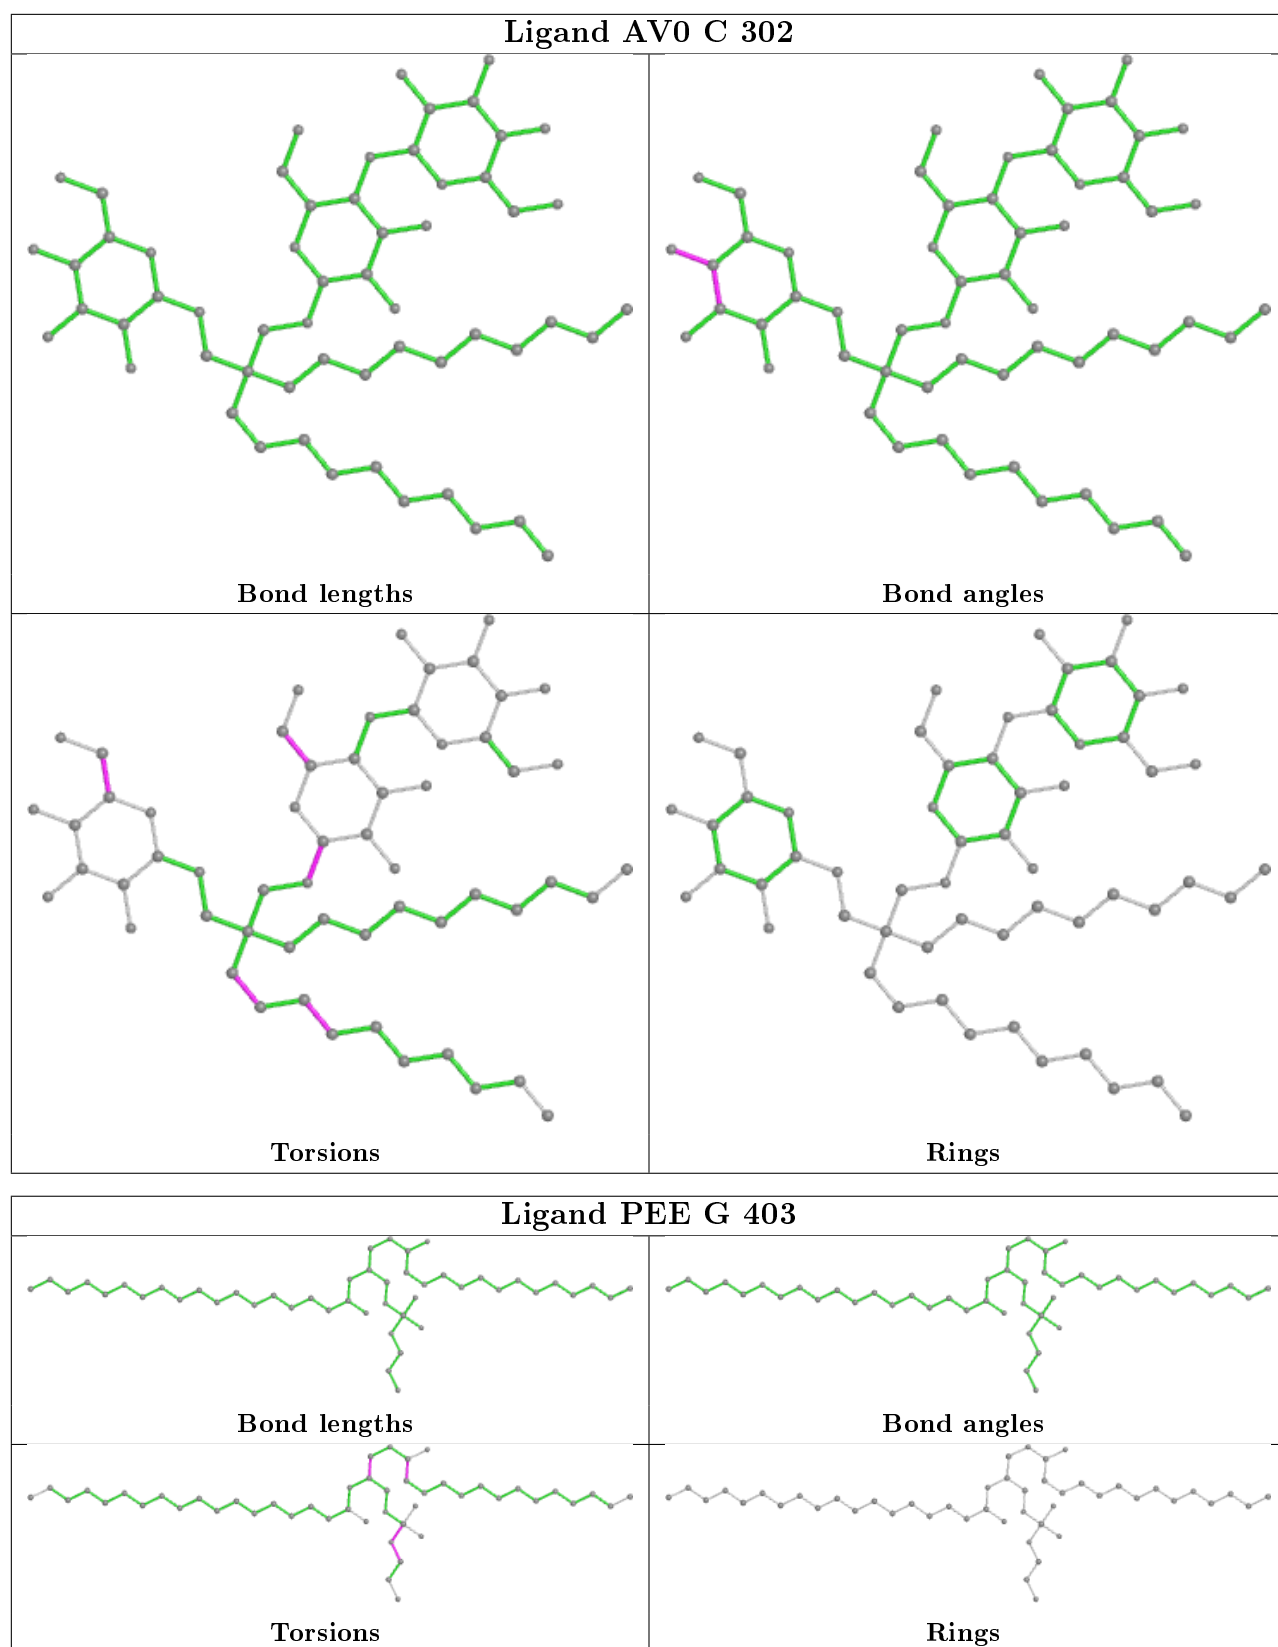 Ligand AV0 C 302
Bond lengths
Bond angles
Torsions
Rings
Ligand PEE G 403
Bond lengths
Bond angles
Torsions
Rings